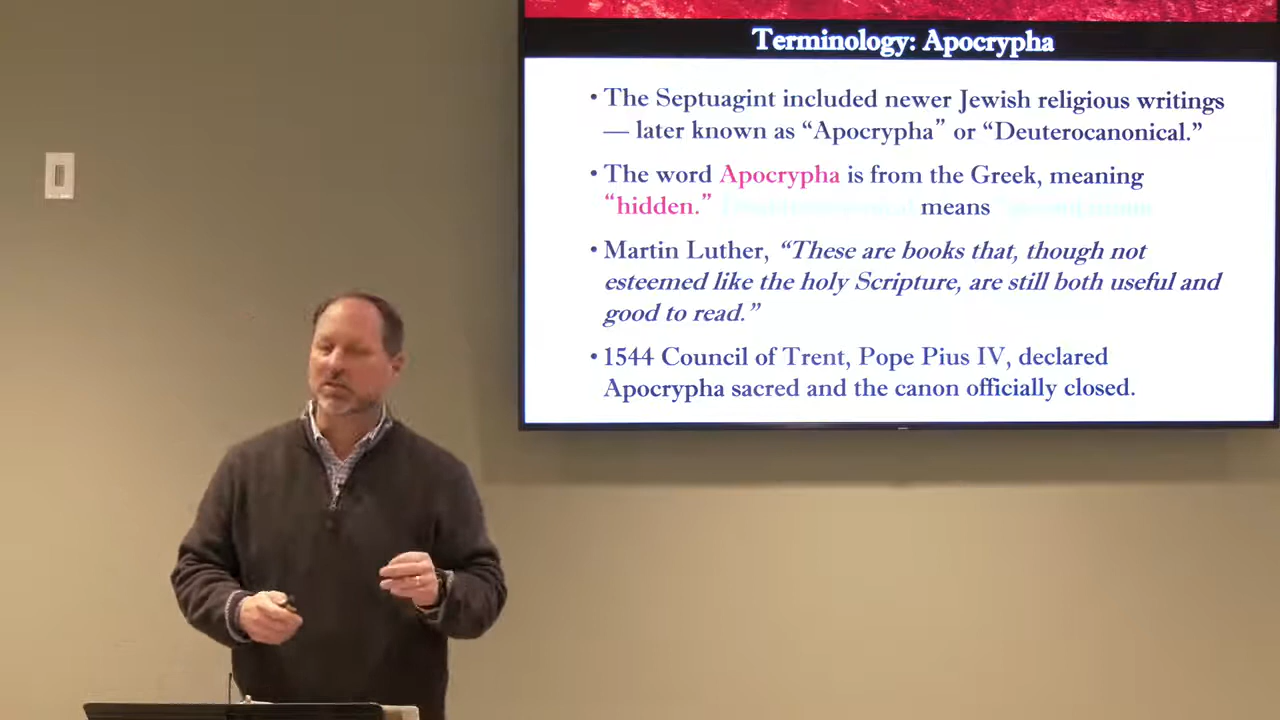 Terminology: Apocrypha
• The Septuagint included newer Jewish religious writings
— later known as “Apocrypha” or “Deuterocanonical.”
• The word Apocrypha is from the Greek, meaning
“hidden.” means
• Martin Luther, “These are books that, though not
esteemed like the holy Scripture, are still both useful and
good to read.”
• 1544 Council of Trent, Pope Pius IV, declared
Apocrypha sacred and the canon officially closed.